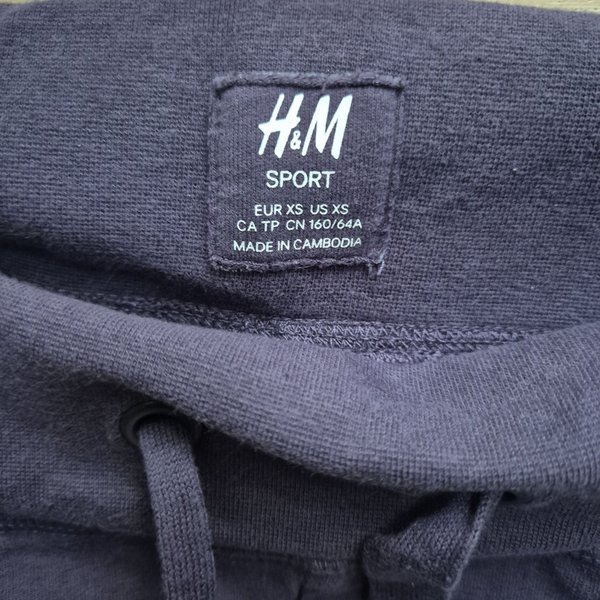 H&M
SPORT
EUR XS US XS
CA TP CN 160/64A
MADE IN CAMBODIA